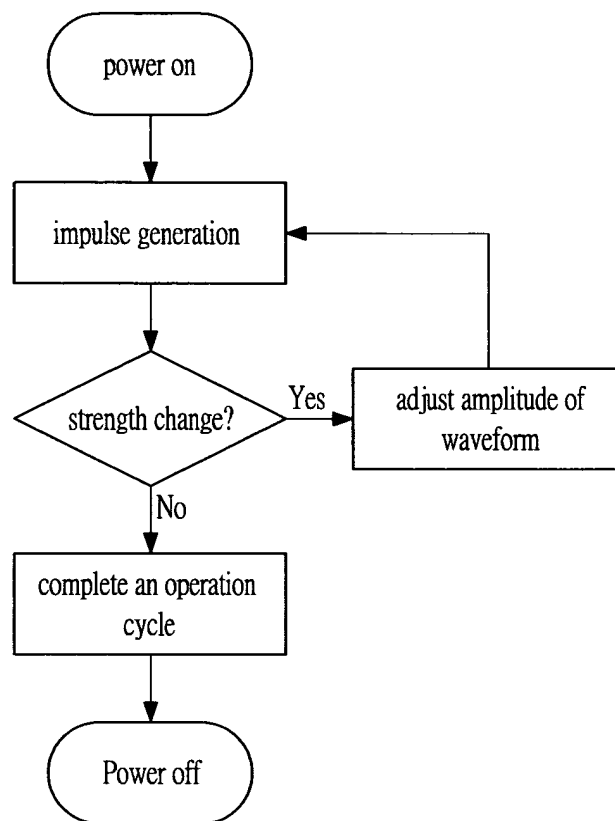 power on
impulse generation
strength change?
Yes
adjust amplitude of
waveform
No
complete an operation
cycle
Power off